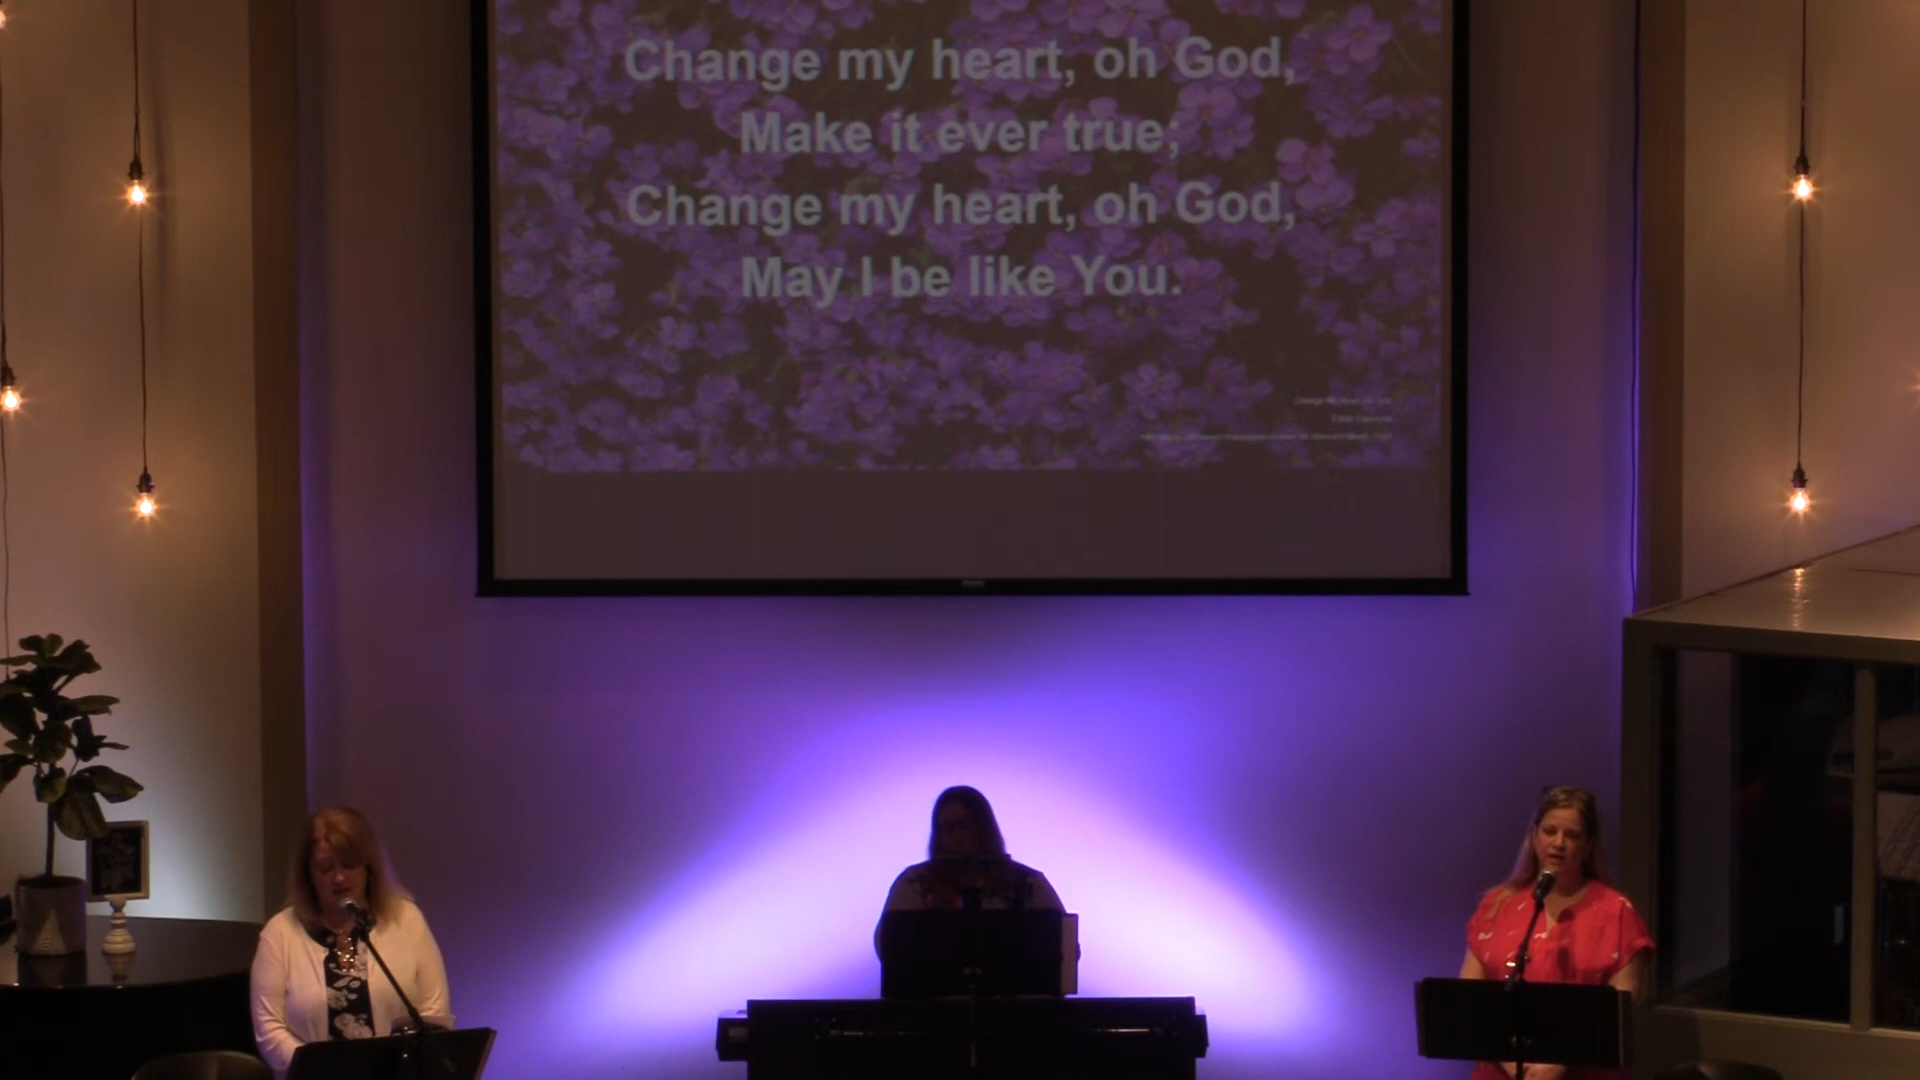 Change my heart, oh God,
Make it ever true;
Change my heart, oh God,
May I be like You.